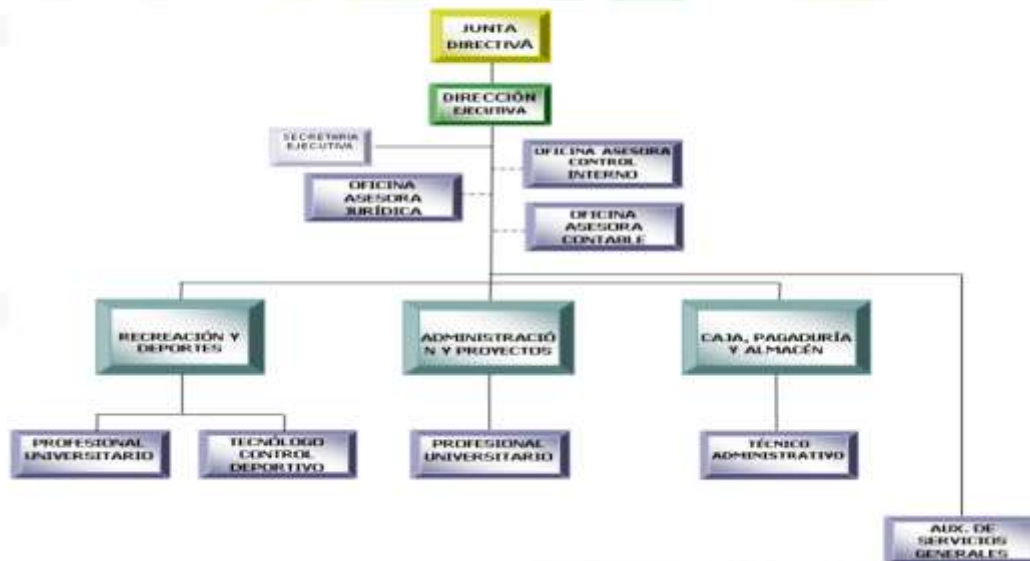 JUNTA
DIRECTIVA
DIRECCIÓN
EJECUTIVA
SECRETARIA
EJECUTIVA
OFICINA ASESORA
CONTROL
INTERNO
OFICINA
ASESORA
JURÍDICA
OFICINA
ASESORA
CONTABLE
RECREACIÓN Y
DEPORTES
ADMINISTRACIÓ
N Y PROYECTOS
CAJA, PAGADURÍA
Y ALMACÉN
PROFESIONAL
UNIVERSITARIO
TECNÓLOGO
CONTROL
DEPORTIVO
PROFESIONAL
UNIVERSITARIO
TÉCNICO
ADMINISTRATIVO
AUX. DE
SERVICIOS
GENERALES